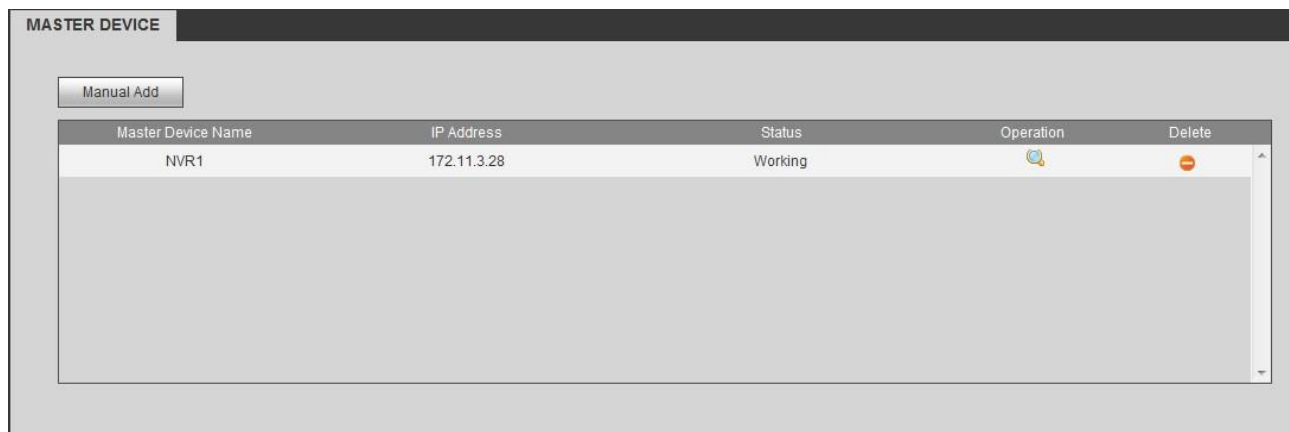 MASTER DEVICE
Manual Add
Master Device Name IP Address Status Operation Delete
NVR1 172.11.3.28 Working